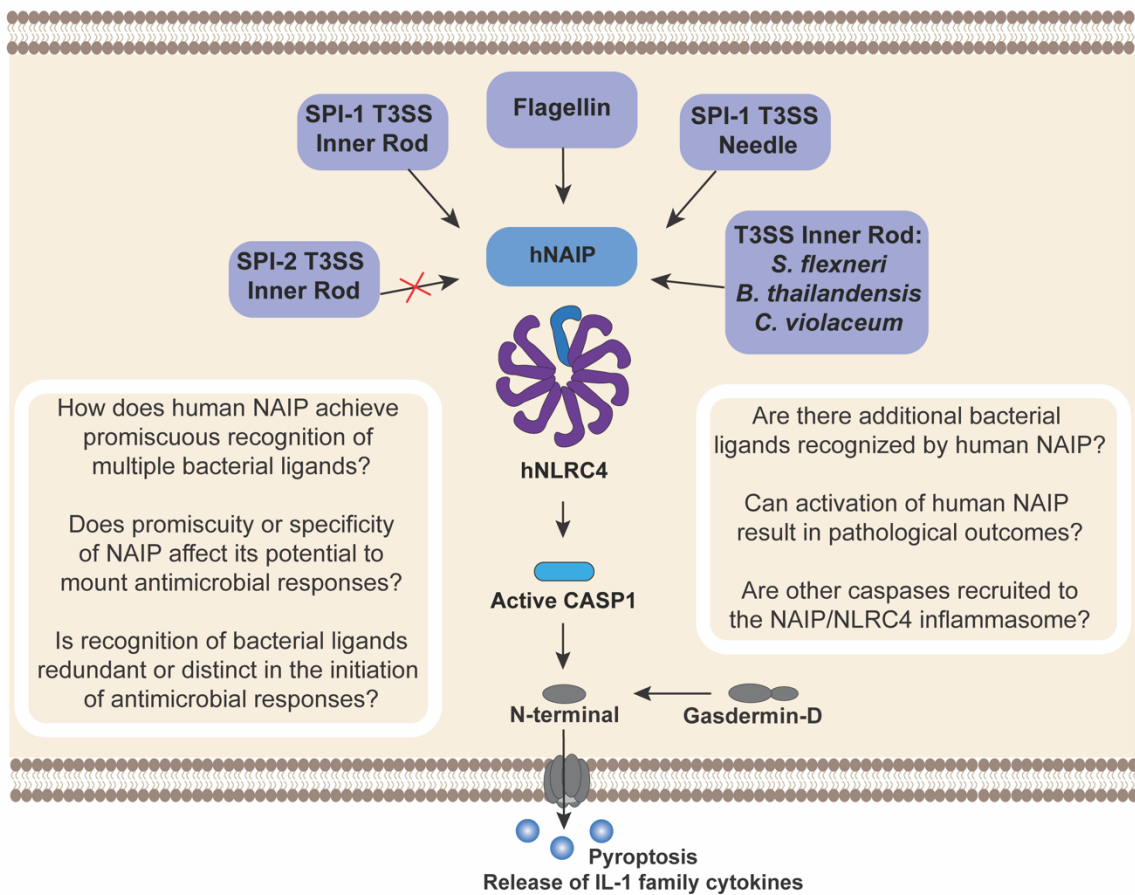 SPI-1 T3SS
Inner Rod
Flagellin
SPI-1 T3SS
Needle
SPI-2 T3SS
Inner Rod
hNAIP
T3SS Inner Rod:
S. flexneri
B. thailandensis
C. violaceum
How does human NAIP achieve
promiscuous recognition of
multiple bacterial ligands?
Does promiscuity or specificity
of NAIP affect its potential to
mount antimicrobial responses?
Is recognition of bacterial ligands
redundant or distinct in the initiation
of antimicrobial responses?
hNLRC4
Active CASP1
Are there additional bacterial
ligands recognized by human NAIP?
Can activation of human NAIP
result in pathological outcomes?
Are other caspases recruited to
the NAIP/NLRC4 inflammasome?
N-terminal
Gasdermin-D
Pyroptosis
Release of IL-1 family cytokines